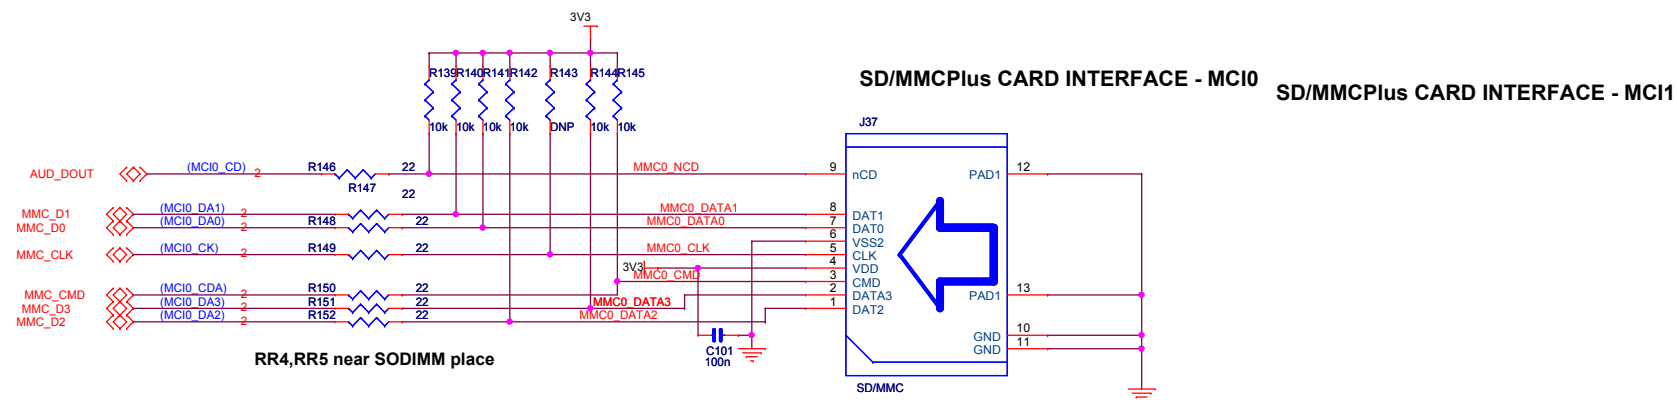 3V3
R139 R140 R141 R142 R143 R144 R145
10k 10k 10k 10k DNP 10k 10k
SD/MMCPlus CARD INTERFACE - MCI0
SD/MMCPlus CARD INTERFACE - MCI1
J37
AUD_DOUT (MCI0_CD) 2 R146 22 MMC0_NCD 9 nCD PAD1 12
R147
22
MMC_D1 (MCI0_DA1) 2 MMC0_DATA1 8 DAT1
MMC_D0 (MCI0_DA0) 2 R148 22 MMC0_DATA0 7 DAT0
6 VSS2
MMC_CLK (MCI0_CK) 2 R149 22 MMC0_CLK 5 CLK
3V3 4 VDD
MMC0_CMD 3 CMD
MMC_CMD (MCI0_CDA) 2 R150 22 2 DATA3 PAD1 13
MMC_D3 (MCI0_DA3) 2 R151 22 MMC0_DATA3 1 DAT2
MMC_D2 (MCI0_DA2) 2 R152 22 MMC0_DATA2
GND 10
GND 11
C101
100n
RR4,RR5 near SODIMM place
SD/MMC